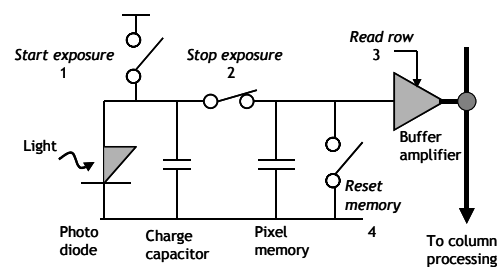 Start exposure
1
Stop exposure
2
Read row
3
Light
Buffer
amplifier
Reset
memory
4
Photo
diode
Charge
capacitor
Pixel
memory
To column
processing